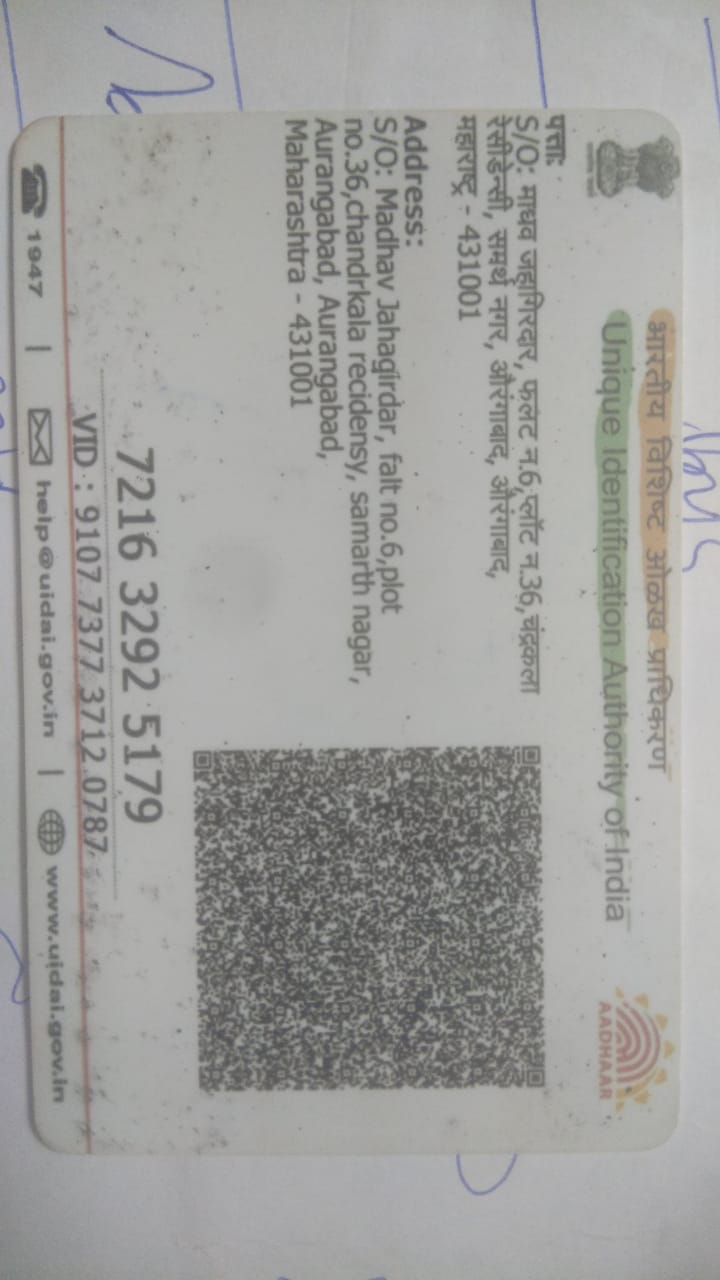 भारतीय विशिष्ट ओळख प्राधिकरण
Unique Identification Authority of India
AADHAAR
पत्ता:
S/O: माधव जहागिरदार, फलट न.6,प्लॉट न.36,चंद्रकला
रेसीडेन्सी, समर्थ नगर, औरंगाबाद, औरंगाबाद,
महाराष्ट्र - 431001
Address:
S/O: Madhav Jahagirdar, falt no.6,plot
no.36,chandrkala recidensy, samarth nagar,
Aurangabad, Aurangabad,
Maharashtra - 431001
7216 3292 5179
VID : 9107 7377 3712 0787
1947 | help@uidai.gov.in | www.uidai.gov.in